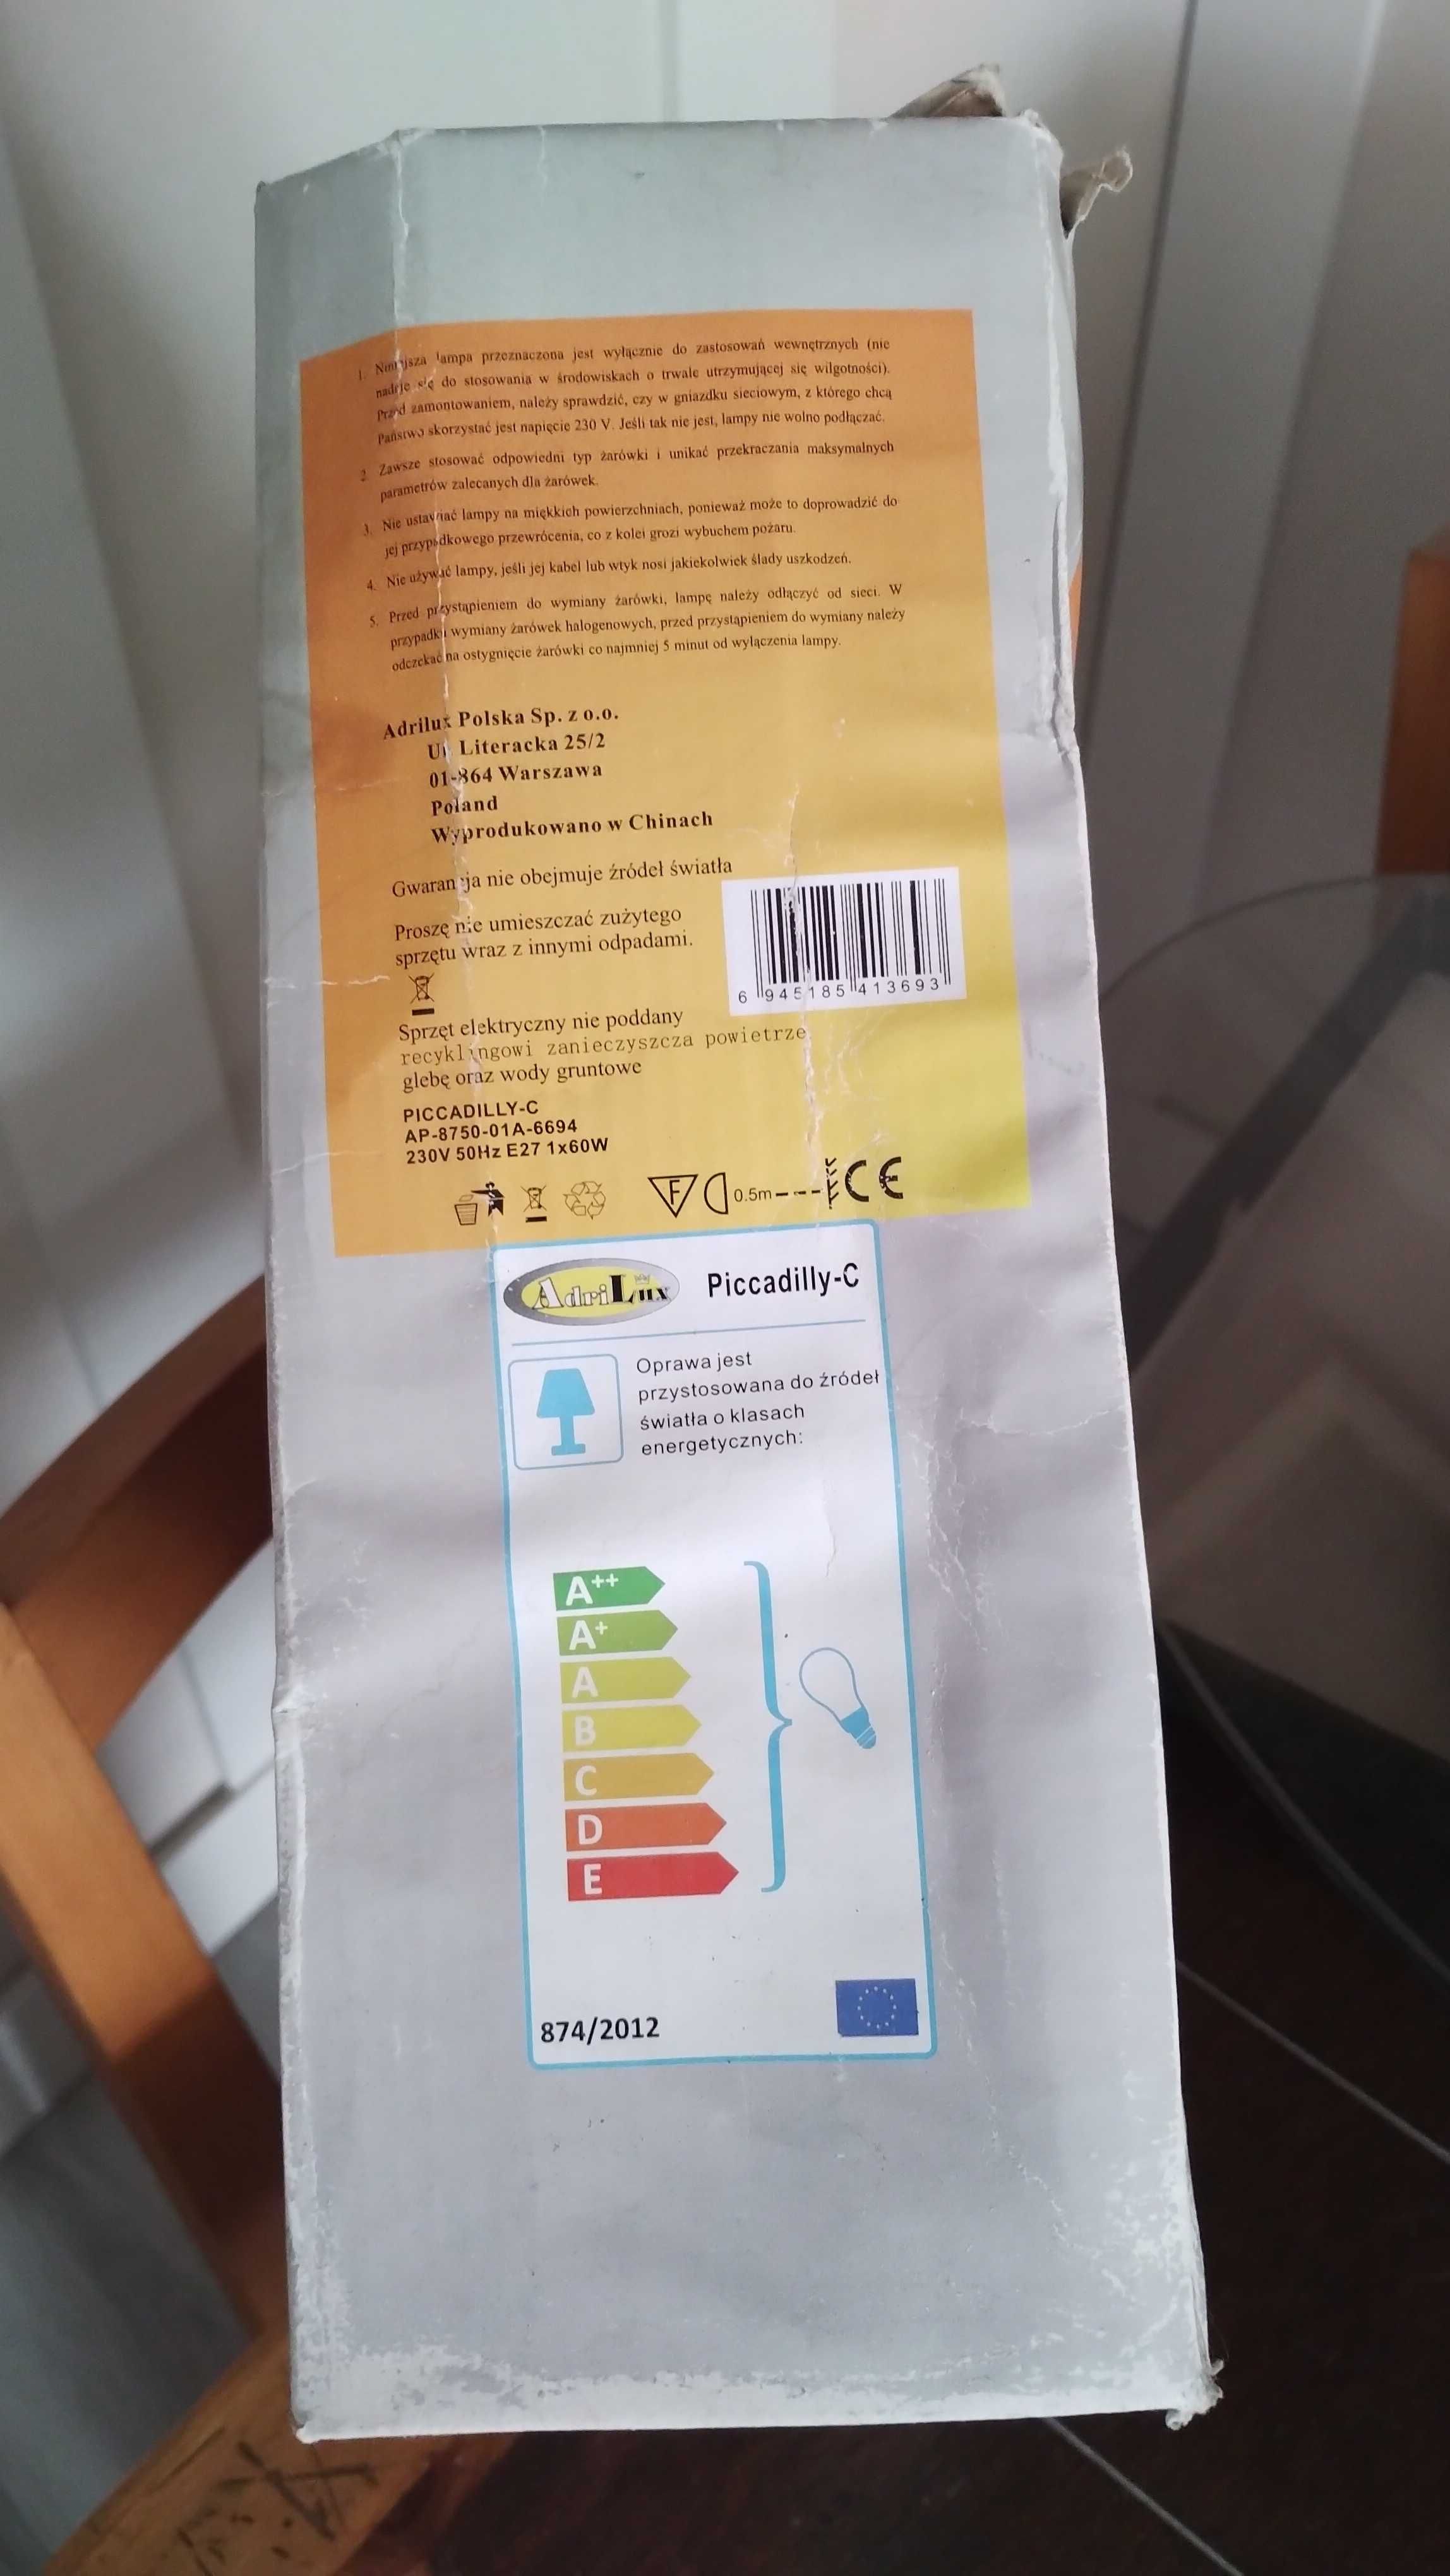 1. Niniejsza lampa przeznaczona jest wyłącznie do zastosowań wewnętrznych (nie
nadaje się do stosowania w środowiskach o trwale utrzymującej się wilgotności).
Przed zamontowaniem, należy sprawdzić, czy w gniazdku sieciowym, z którego chcą
Państwo skorzystać jest napięcie 230 V. Jeśli tak nie jest, lampy nie wolno podłączać.
2. Zawsze stosować odpowiedni typ żarówki i unikać przekraczania maksymalnych
parametrów zalecanych dla żarówek.
3. Nie ustawiać lampy na miękkich powierzchniach, ponieważ może to doprowadzić do
jej przypadkowego przewrócenia, co z kolei grozi wybuchem pożaru.
4. Nie używać lampy, jeśli jej kabel lub wtyk nosi jakiekolwiek ślady uszkodzeń.
5. Przed przystąpieniem do wymiany żarówki, lampę należy odłączyć od sieci. W
przypadku wymiany żarówek halogenowych, przed przystąpieniem do wymiany należy
odczekać na ostygnięcie żarówki co najmniej 5 minut od wyłączenia lampy.
Adrilux Polska Sp. z o.o.
Ul Literacka 25/2
01-864 Warszawa
Poland
Wyprodukowano w Chinach
Gwarancja nie obejmuje źródeł światła
Proszę nie umieszczać zużytego
sprzętu wraz z innymi odpadami.
6 945185 413693
Sprzęt elektryczny nie poddany
recyklingowi zanieczyszcza powietrze
glebę oraz wody gruntowe
PICCADILLY-C
AP-8750-01A-6694
230V 50Hz E27 1x60W
F 0.5m CE
AdriLux Piccadilly-C
Oprawa jest
przystosowana do źródeł
światła o klasach
energetycznych:
A++
A+
A
B
C
D
E
874/2012